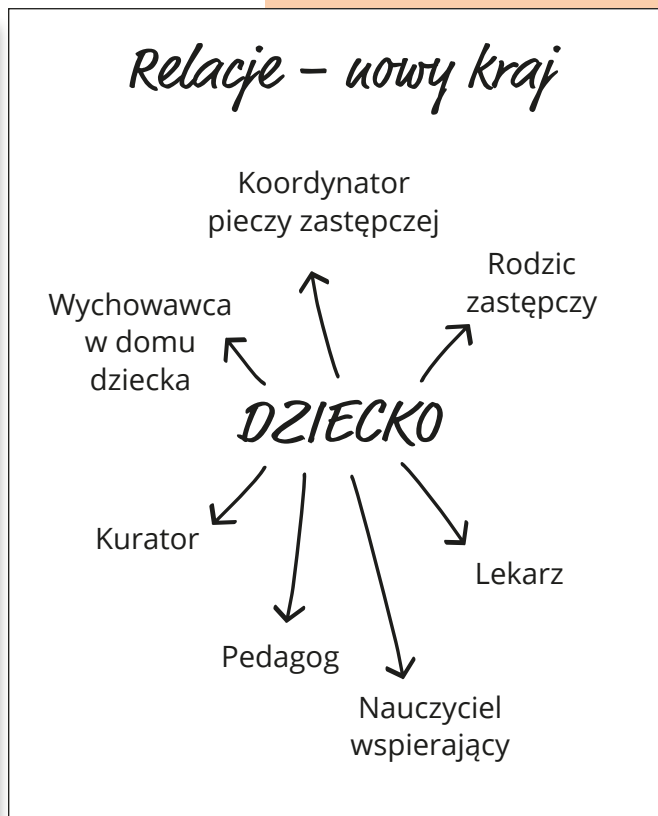 Relacje – nowy kraj
Koordynator
pieczy zastępczej
Rodzic
zastępczy
Wychowawca
w domu
dziecka
DZIECKO
Kurator
Lekarz
Pedagog
Nauczyciel
wspierający